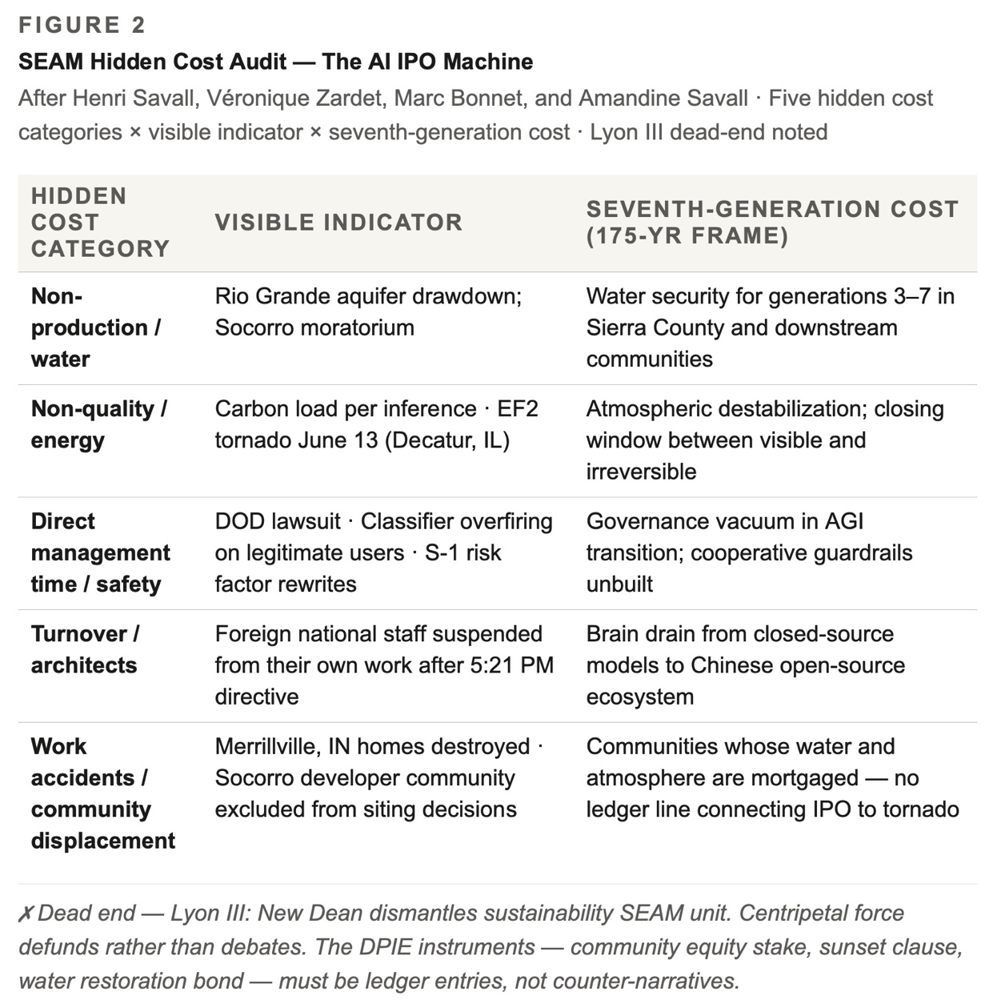 FIGURE 2
SEAM Hidden Cost Audit — The AI IPO Machine
After Henri Savall, Véronique Zardet, Marc Bonnet, and Amandine Savall · Five hidden cost
categories × visible indicator × seventh-generation cost · Lyon III dead-end noted
HIDDEN
COST
CATEGORY
VISIBLE INDICATOR
SEVENTH-GENERATION COST
(175-YR FRAME)
Non-
production /
water
Rio Grande aquifer drawdown;
Socorro moratorium
Water security for generations 3–7 in
Sierra County and downstream
communities
Non-quality /
energy
Carbon load per inference · EF2
tornado June 13 (Decatur, IL)
Atmospheric destabilization; closing
window between visible and
irreversible
Direct
management
time / safety
DOD lawsuit · Classifier overfiring
on legitimate users · S-1 risk
factor rewrites
Governance vacuum in AGI
transition; cooperative guardrails
unbuilt
Turnover /
architects
Foreign national staff suspended
from their own work after 5:21 PM
directive
Brain drain from closed-source
models to Chinese open-source
ecosystem
Work
accidents /
community
displacement
Merrillville, IN homes destroyed ·
Socorro developer community
excluded from siting decisions
Communities whose water and
atmosphere are mortgaged — no
ledger line connecting IPO to tornado
✗ Dead end — Lyon III: New Dean dismantles sustainability SEAM unit. Centripetal force
defunds rather than debates. The DPIE instruments — community equity stake, sunset clause,
water restoration bond — must be ledger entries, not counter-narratives.